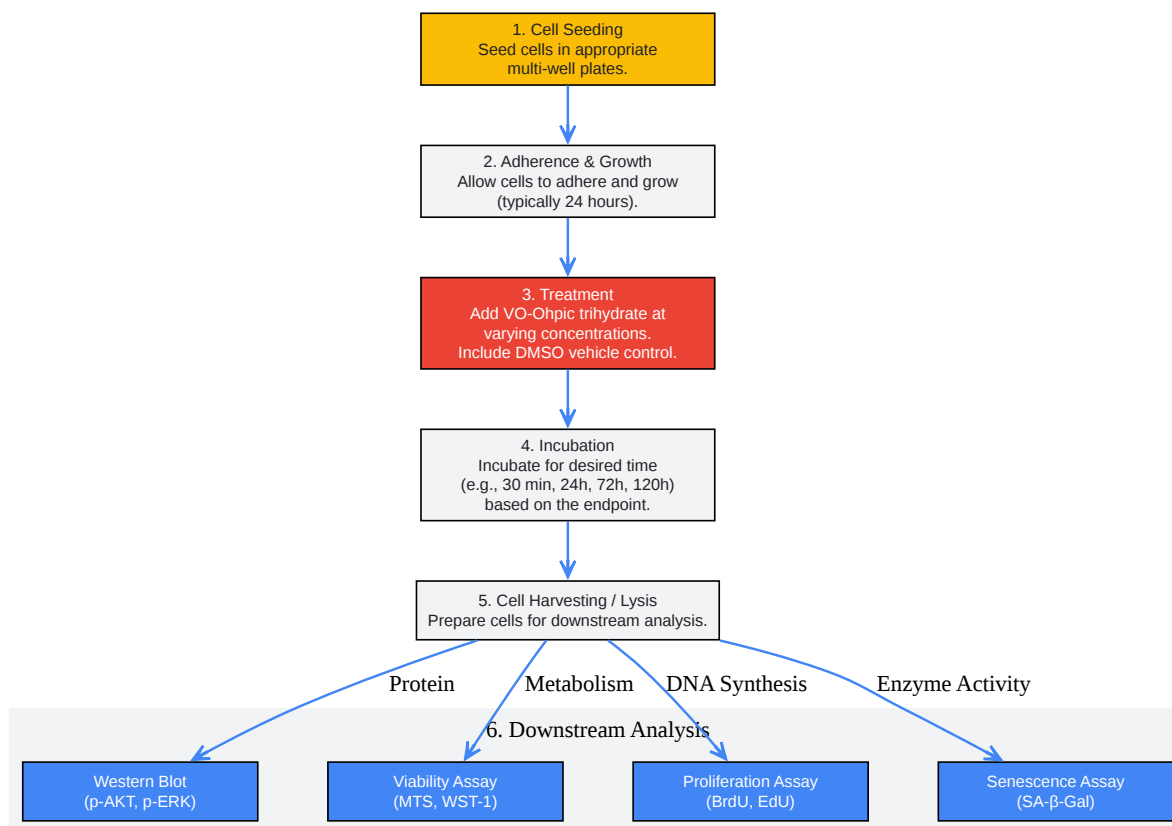 1. Cell Seeding
Seed cells in appropriate
multi-well plates.
2. Adherence & Growth
Allow cells to adhere and grow
(typically 24 hours).
3. Treatment
Add VO-Ohpic trihydrate at
varying concentrations.
Include DMSO vehicle control.
4. Incubation
Incubate for desired time
(e.g., 30 min, 24h, 72h, 120h)
based on the endpoint.
5. Cell Harvesting / Lysis
Prepare cells for downstream analysis.
Protein
Metabolism
DNA Synthesis
Enzyme Activity
6. Downstream Analysis
Western Blot
(p-AKT, p-ERK)
Viability Assay
(MTS, WST-1)
Proliferation Assay
(BrdU, EdU)
Senescence Assay
(SA-β-Gal)